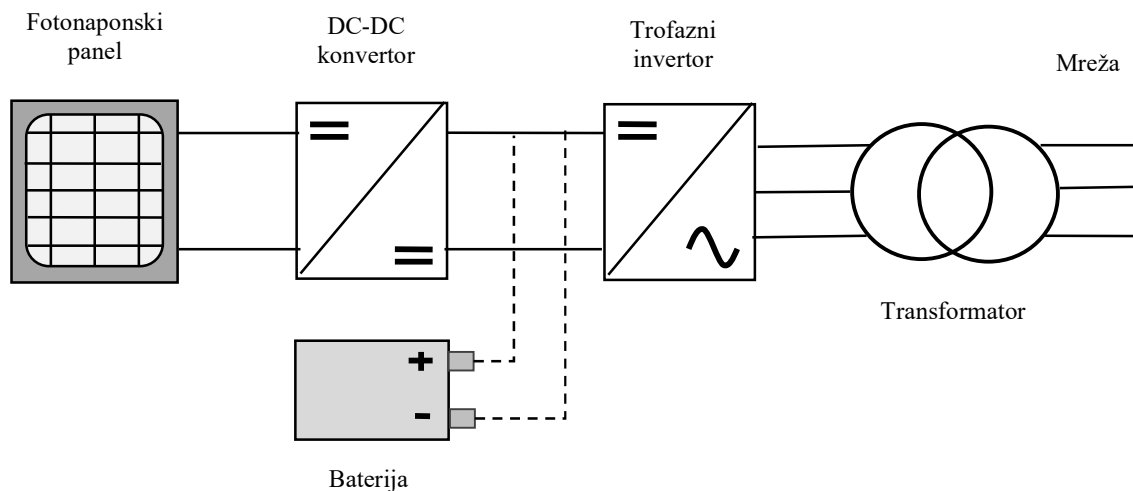 Fotonaponski
panel
DC-DC
konvertor
Trofazni
invertor
Mreža
Transformator
+
-
Baterija